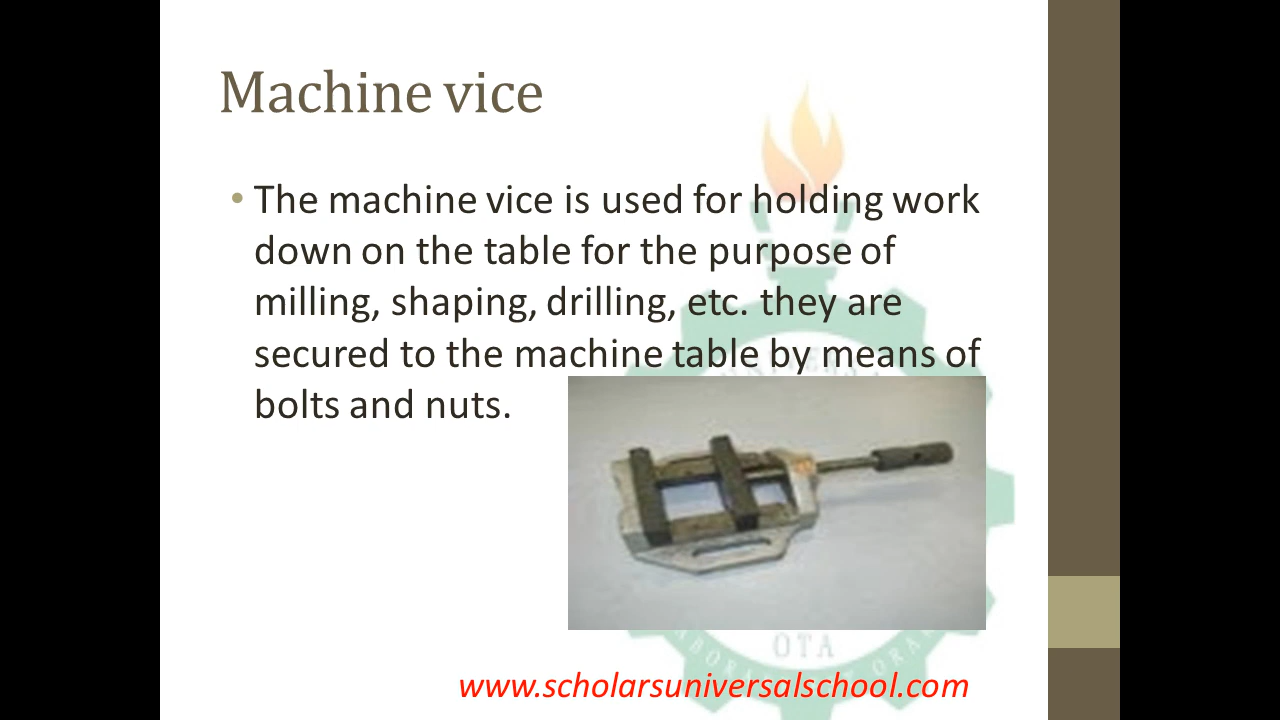 Machine vice
• The machine vice is used for holding work
down on the table for the purpose of
milling, shaping, drilling, etc. they are
secured to the machine table by means of
bolts and nuts.
OTA
www.scholarsuniversalschool.com